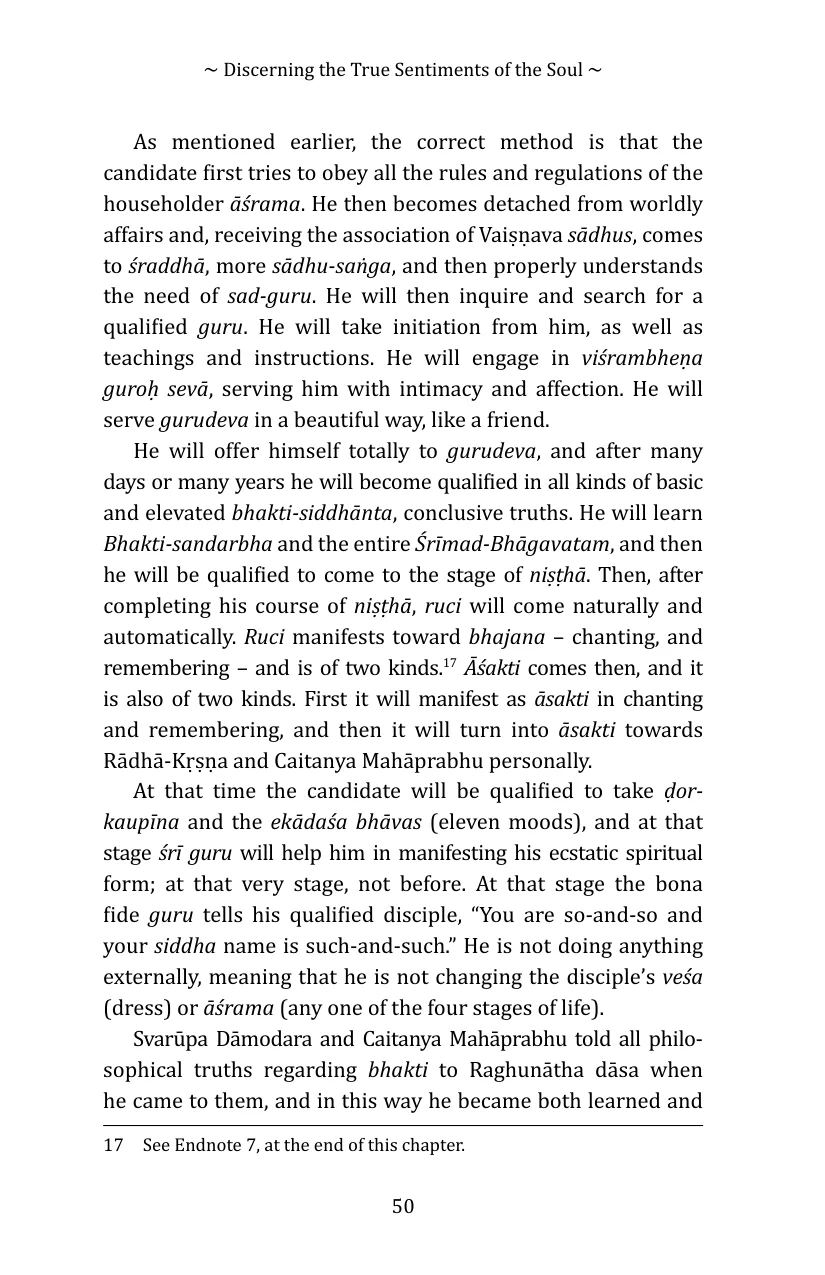 ~ Discerning the True Sentiments of the Soul ~
As mentioned earlier, the correct method is that the
candidate first tries to obey all the rules and regulations of the
householder āśrama. He then becomes detached from worldly
affairs and, receiving the association of Vaiṣṇava sādhus, comes
to śraddhā, more sādhu-saṅga, and then properly understands
the need of sad-guru. He will then inquire and search for a
qualified guru. He will take initiation from him, as well as
teachings and instructions. He will engage in viśrambheṇa
guroḥ sevā, serving him with intimacy and affection. He will
serve gurudeva in a beautiful way, like a friend.
He will offer himself totally to gurudeva, and after many
days or many years he will become qualified in all kinds of basic
and elevated bhakti-siddhānta, conclusive truths. He will learn
Bhakti-sandarbha and the entire Śrīmad-Bhāgavatam, and then
he will be qualified to come to the stage of niṣṭhā. Then, after
completing his course of niṣṭhā, ruci will come naturally and
automatically. Ruci manifests toward bhajana – chanting, and
remembering – and is of two kinds.17 Āśakti comes then, and it
is also of two kinds. First it will manifest as āsakti in chanting
and remembering, and then it will turn into āsakti towards
Rādhā-Kṛṣṇa and Caitanya Mahāprabhu personally.
At that time the candidate will be qualified to take ḍor-
kaupīna and the ekādaśa bhāvas (eleven moods), and at that
stage śrī guru will help him in manifesting his ecstatic spiritual
form; at that very stage, not before. At that stage the bona
fide guru tells his qualified disciple, “You are so-and-so and
your siddha name is such-and-such.” He is not doing anything
externally, meaning that he is not changing the disciple’s veśa
(dress) or āśrama (any one of the four stages of life).
Svarūpa Dāmodara and Caitanya Mahāprabhu told all philo-
sophical truths regarding bhakti to Raghunātha dāsa when
he came to them, and in this way he became both learned and
17 See Endnote 7, at the end of this chapter.
50